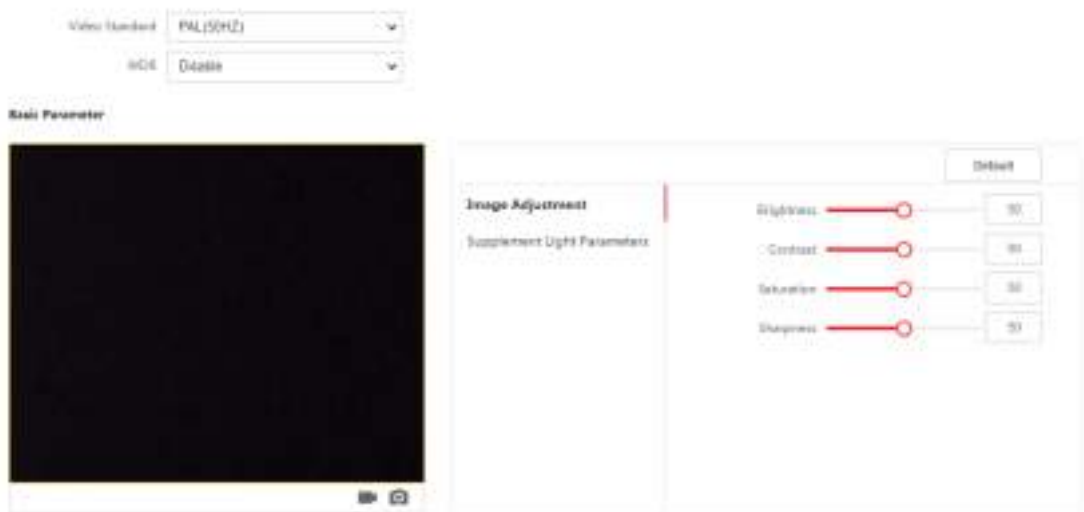 Video Standard PAL(50HZ)
WDR Disable
Basic Parameter
Default
Image Adjustment
Supplement Light Parameters
Brightness 50
Contrast 50
Saturation 50
Sharpness 50